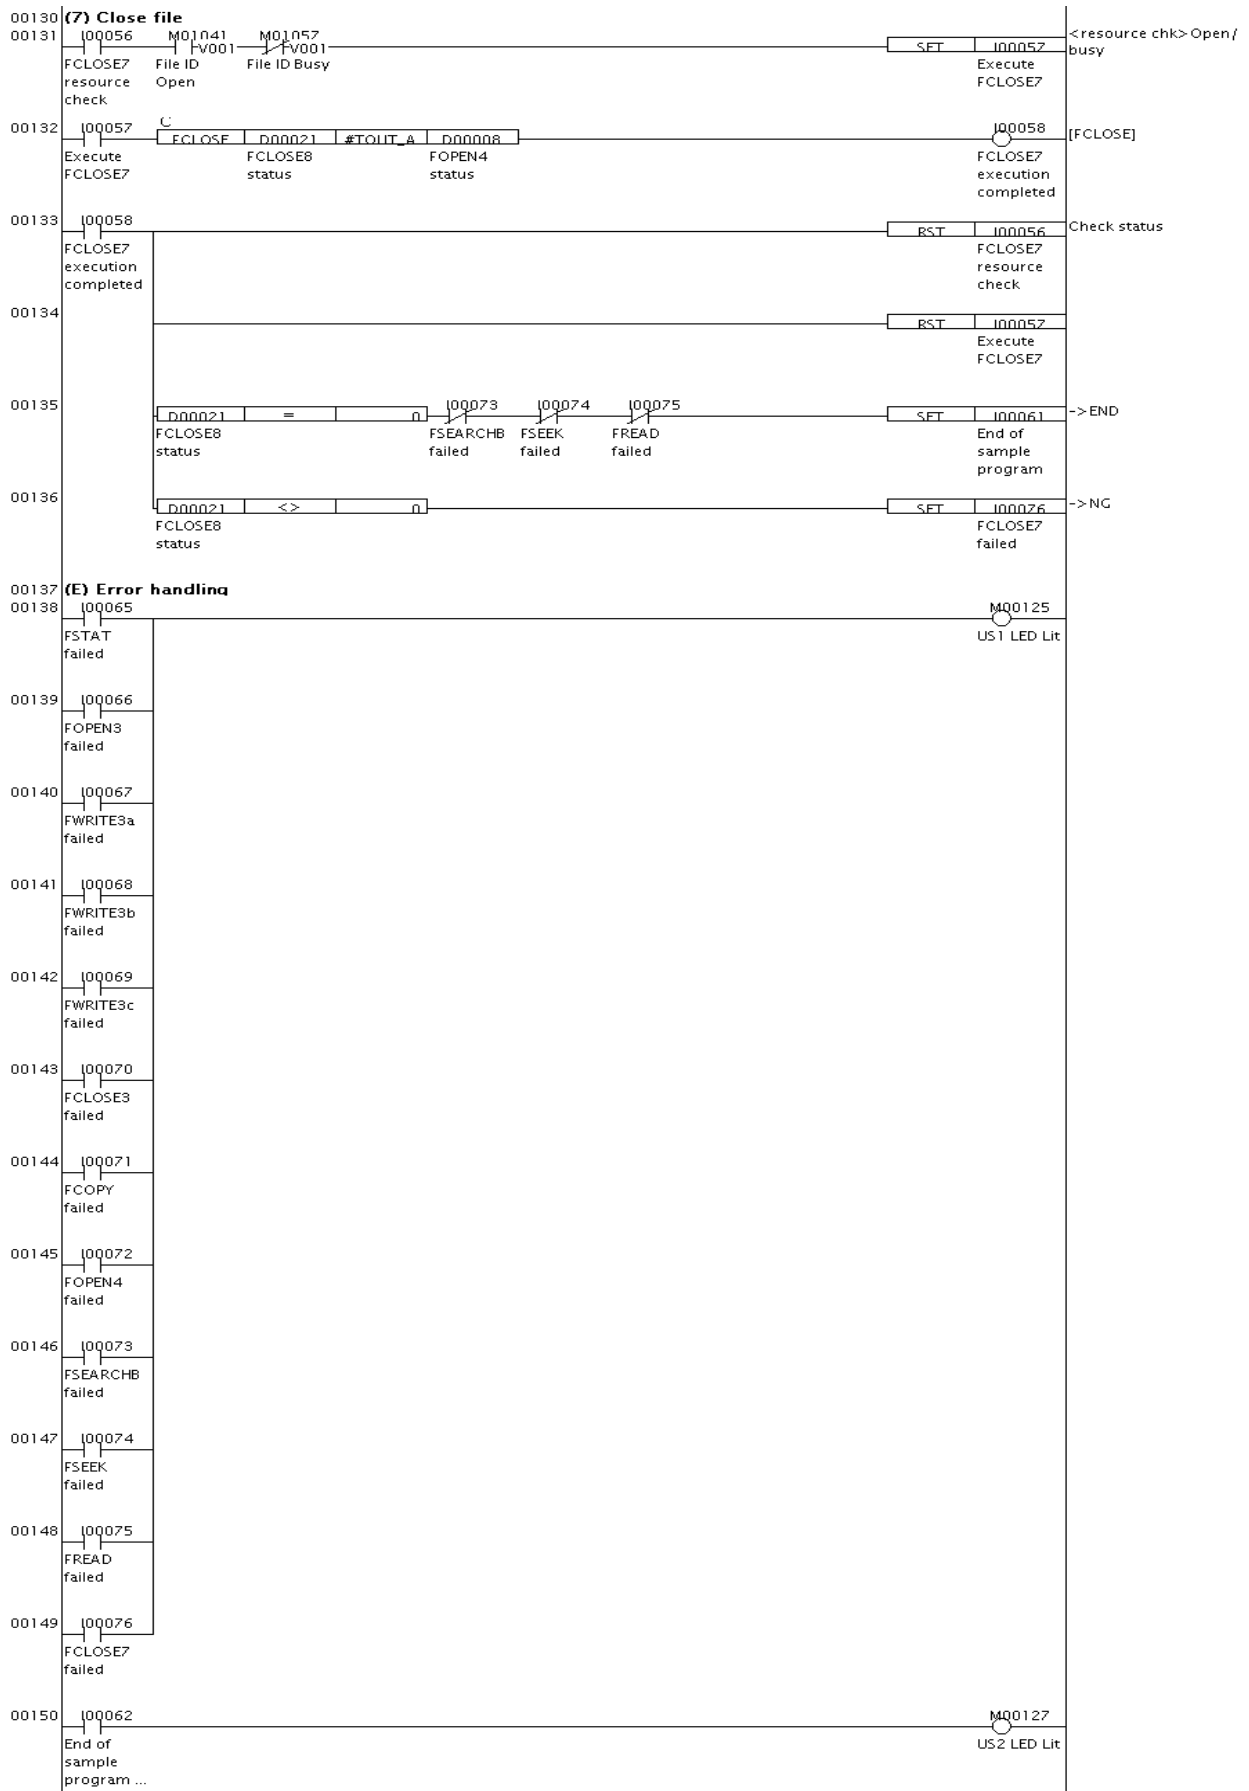 00130 (7) Close file
00131 I00056 M01041 M01057 <resource chk>Open/
V001 V001 SET I00057 busy
FCLOSE7 File ID File ID Busy Execute
resource Open FCLOSE7
check
C
00132 I00057 FCLOSE D00021 #TOUT_A D00008 I00058 [FCLOSE]
Execute FCLOSE8 FOPEN4 FCLOSE7
FCLOSE7 status status execution
completed
00133 I00058 RST I00056 Check status
FCLOSE7 FCLOSE7
execution resource
completed check
00134 RST I00057
Execute
FCLOSE7
00135 D00021 = 0 I00073 I00074 I00075 SET I00061 ->END
FCLOSE8 FSEARCHB FSEEK FREAD End of
status failed failed failed sample
program
00136 D00021 <> 0 SET I00076 ->NG
FCLOSE8 FCLOSE7
status failed
00137 (E) Error handling
00138 I00065 M00125
FSTAT US1 LED Lit
failed
00139 I00066
FOPEN3
failed
00140 I00067
FWRITE3a
failed
00141 I00068
FWRITE3b
failed
00142 I00069
FWRITE3c
failed
00143 I00070
FCLOSE3
failed
00144 I00071
FCOPY
failed
00145 I00072
FOPEN4
failed
00146 I00073
FSEARCHB
failed
00147 I00074
FSEEK
failed
00148 I00075
FREAD
failed
00149 I00076
FCLOSE7
failed
00150 I00062 M00127
End of US2 LED Lit
sample
program ...